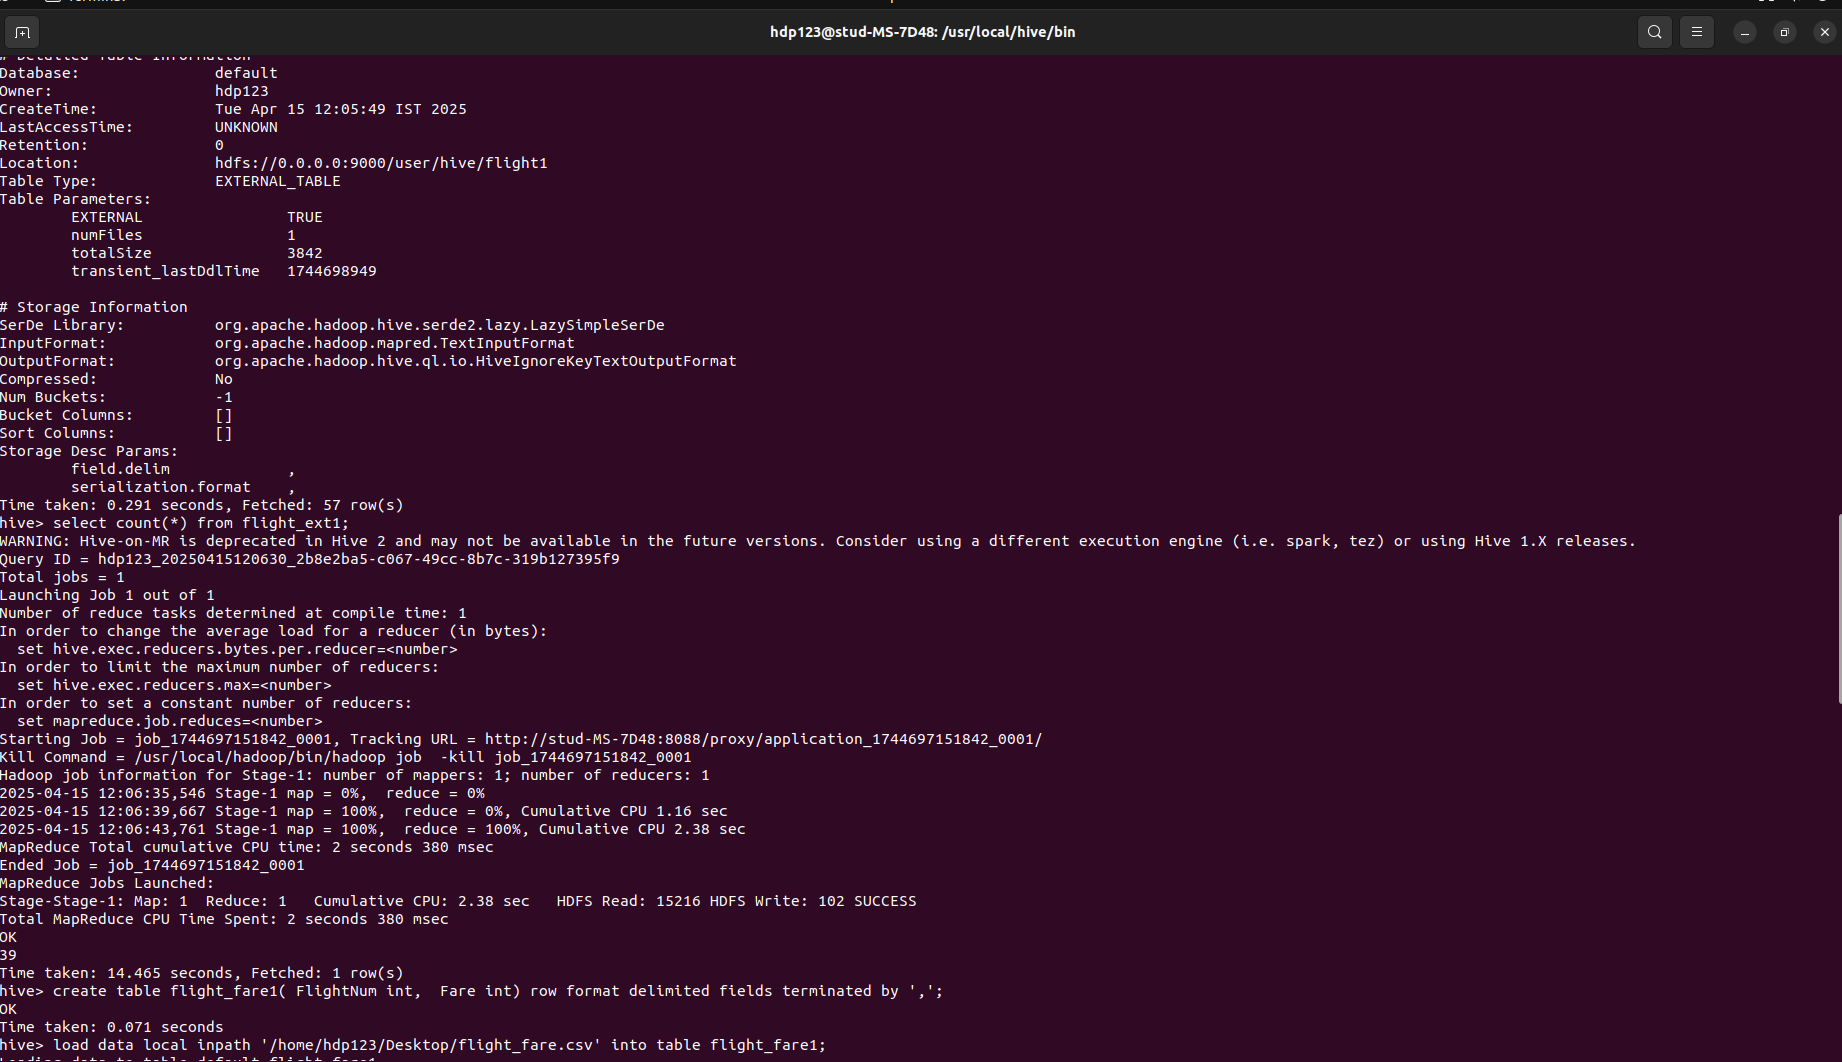 hdp123@stud-MS-7D48: /usr/local/hive/bin
# Detailed Table Information
Database: default
Owner: hdp123
CreateTime: Tue Apr 15 12:05:49 IST 2025
LastAccessTime: UNKNOWN
Retention: 0
Location: hdfs://0.0.0.0:9000/user/hive/flight1
Table Type: EXTERNAL_TABLE
Table Parameters:
EXTERNAL TRUE
numFiles 1
totalSize 3842
transient_lastDdlTime 1744698949
# Storage Information
SerDe Library: org.apache.hadoop.hive.serde2.lazy.LazySimpleSerDe
InputFormat: org.apache.hadoop.mapred.TextInputFormat
OutputFormat: org.apache.hadoop.hive.ql.io.HiveIgnoreKeyTextOutputFormat
Compressed: No
Num Buckets: -1
Bucket Columns: []
Sort Columns: []
Storage Desc Params:
field.delim ,
serialization.format ,
Time taken: 0.291 seconds, Fetched: 57 row(s)
hive> select count(*) from flight_ext1;
WARNING: Hive-on-MR is deprecated in Hive 2 and may not be available in the future versions. Consider using a different execution engine (i.e. spark, tez) or using Hive 1.X releases.
Query ID = hdp123_20250415120630_2b8e2ba5-c067-49cc-8b7c-319b127395f9
Total jobs = 1
Launching Job 1 out of 1
Number of reduce tasks determined at compile time: 1
In order to change the average load for a reducer (in bytes):
set hive.exec.reducers.bytes.per.reducer=<number>
In order to limit the maximum number of reducers:
set hive.exec.reducers.max=<number>
In order to set a constant number of reducers:
set mapreduce.job.reduces=<number>
Starting Job = job_1744697151842_0001, Tracking URL = http://stud-MS-7D48:8088/proxy/application_1744697151842_0001/
Kill Command = /usr/local/hadoop/bin/hadoop job  -kill job_1744697151842_0001
Hadoop job information for Stage-1: number of mappers: 1; number of reducers: 1
2025-04-15 12:06:35,546 Stage-1 map = 0%,  reduce = 0%
2025-04-15 12:06:39,667 Stage-1 map = 100%,  reduce = 0%, Cumulative CPU 1.16 sec
2025-04-15 12:06:43,761 Stage-1 map = 100%,  reduce = 100%, Cumulative CPU 2.38 sec
MapReduce Total cumulative CPU time: 2 seconds 380 msec
Ended Job = job_1744697151842_0001
MapReduce Jobs Launched:
Stage-Stage-1: Map: 1  Reduce: 1   Cumulative CPU: 2.38 sec   HDFS Read: 15216 HDFS Write: 102 SUCCESS
Total MapReduce CPU Time Spent: 2 seconds 380 msec
OK
39
Time taken: 14.465 seconds, Fetched: 1 row(s)
hive> create table flight_fare1( FlightNum int,  Fare int) row format delimited fields terminated by ',';
OK
Time taken: 0.071 seconds
hive> load data local inpath '/home/hdp123/Desktop/flight_fare.csv' into table flight_fare1;
Loading data to table default.flight_fare1